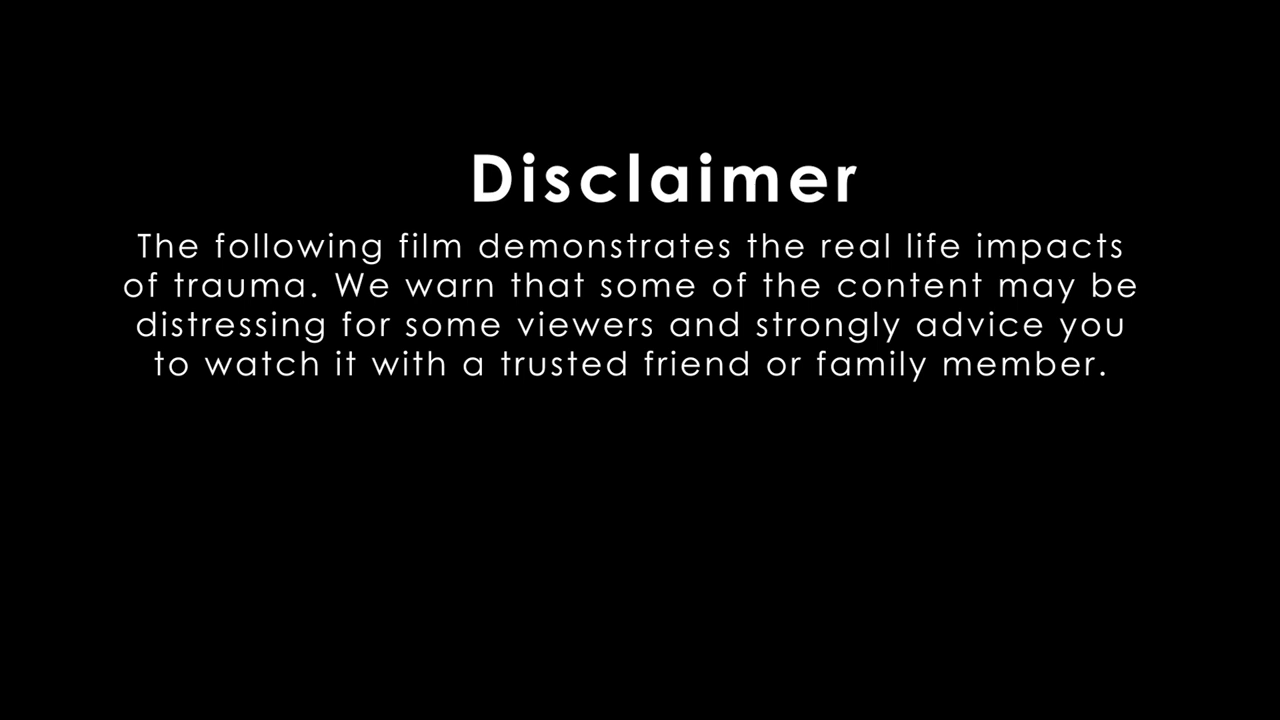 Disclaimer
The following film demonstrates the real life impacts
of trauma. We warn that some of the content may be
distressing for some viewers and strongly advice you
to watch it with a trusted friend or family member.